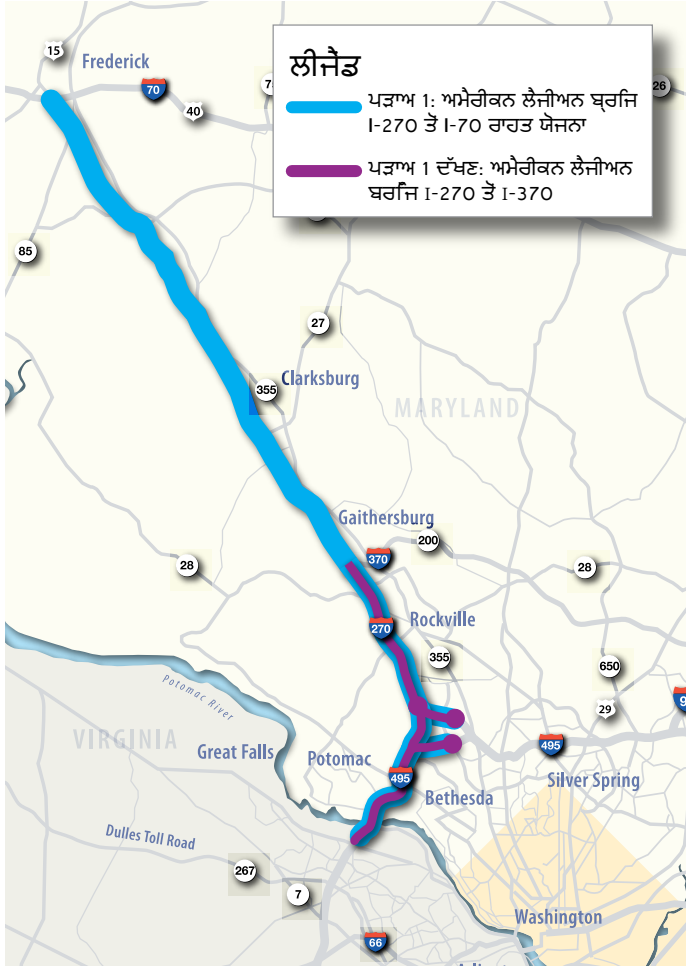 15
Frederick
70
40
ਲੀਜੈਂਡ
ਪੜਾਅ 1: ਅਮੈਰੀਕਨ ਲੈਜੀਅਨ ਬ੍ਰਜਿ
I-270 ਤੋਂ I-70 ਰਾਹਤ ਯੋਜਨਾ
ਪੜਾਅ 1 ਦੱਖਣ: ਅਮੈਰੀਕਨ ਲੈਜੀਅਨ
ਬਰਜਿ I-270 ਤੋਂ I-370
26
85
27
355
Clarksburg
MARYLAND
Gaithersburg
200
370
28
28
270
Rockville
355
650
Potomac River
29
VIRGINIA
Great Falls
Potomac
495
495
Bethesda
Silver Spring
Dulles Toll Road
267
7
Washington
66